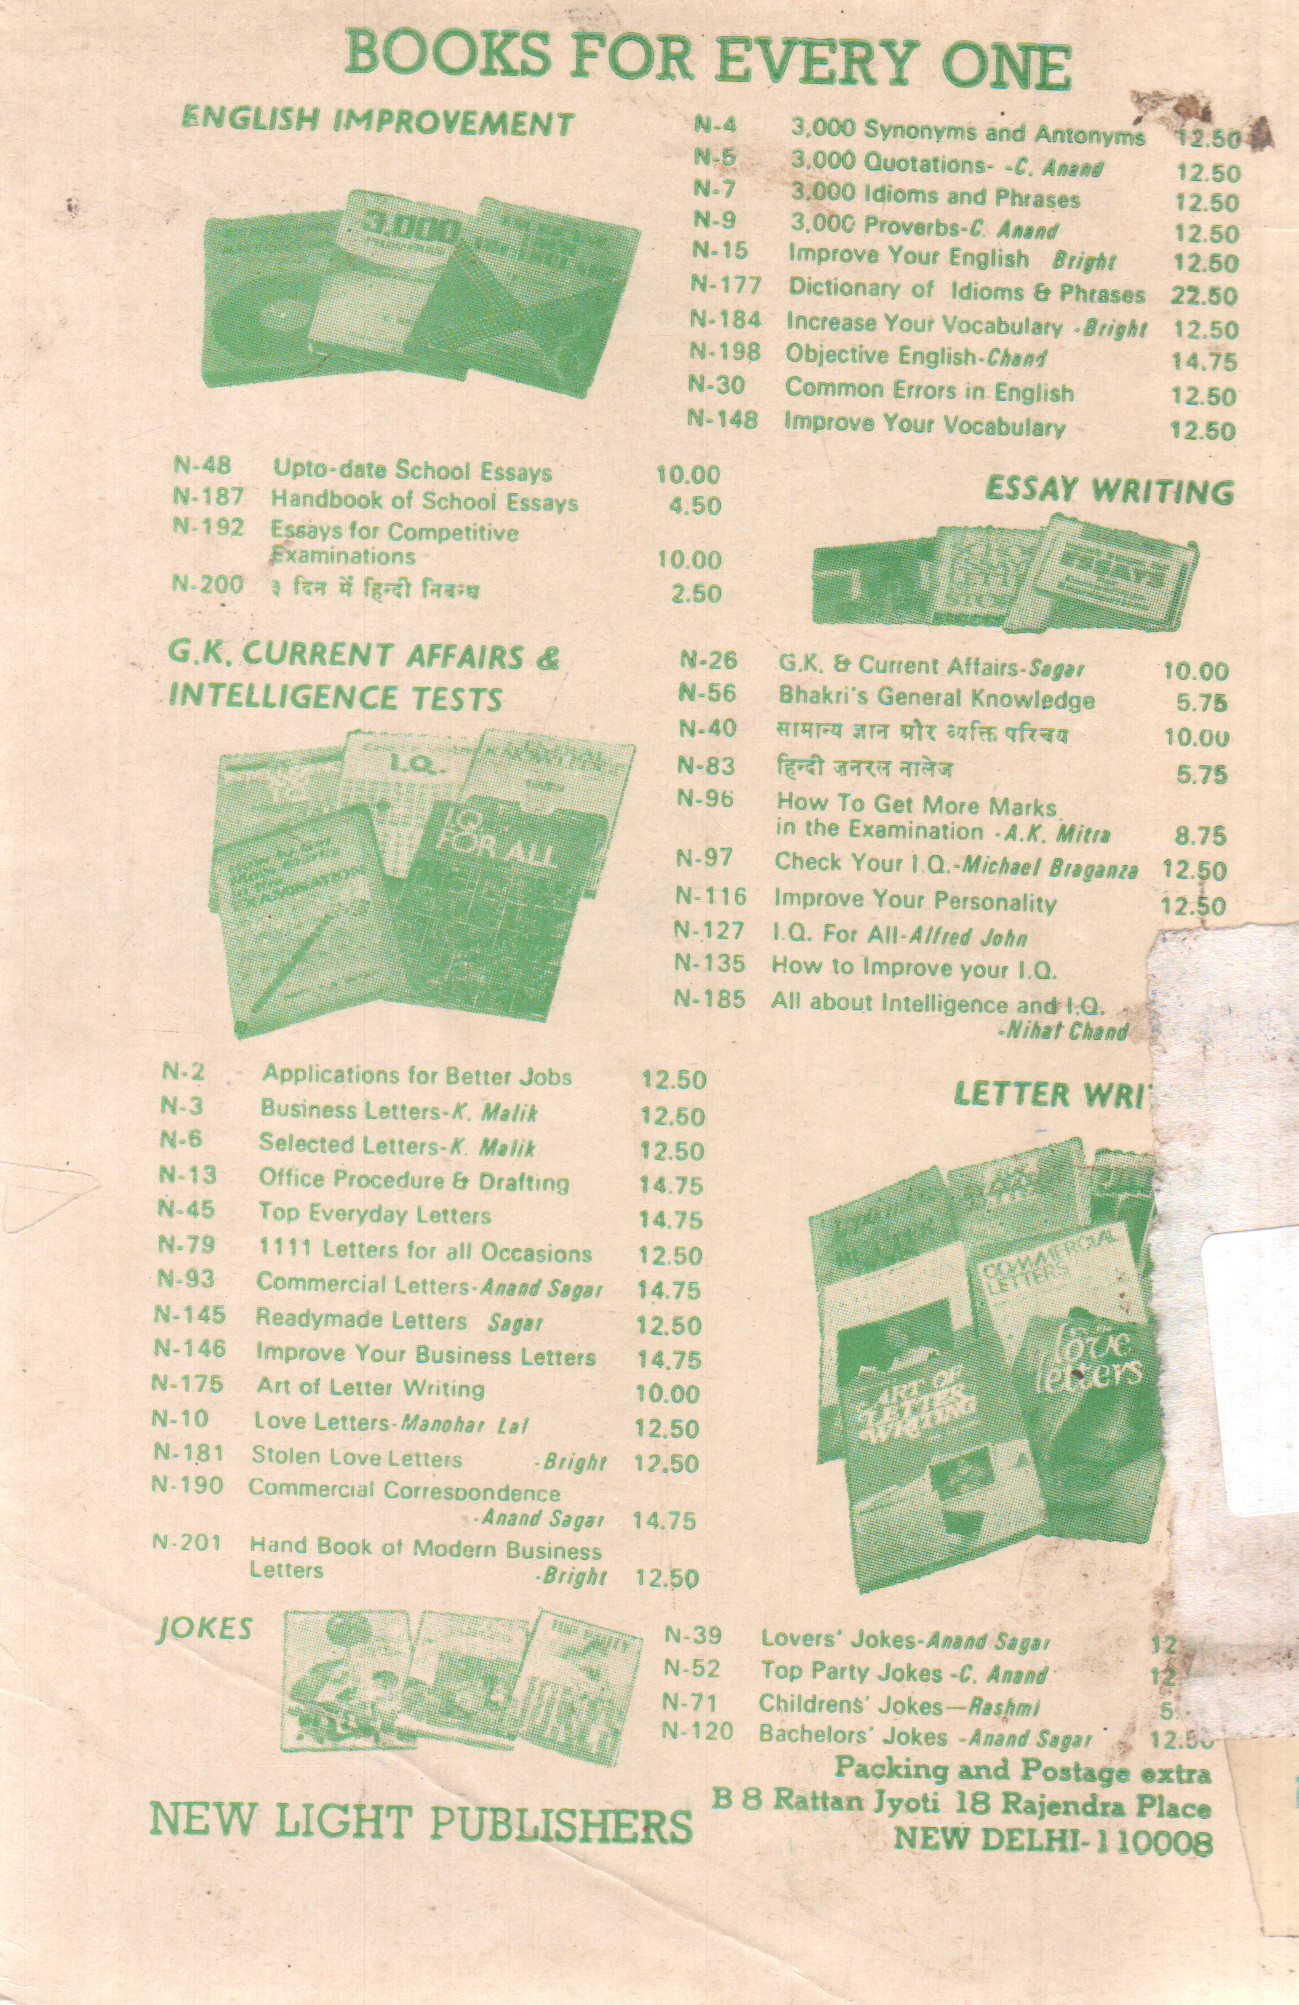 BOOKS FOR EVERY ONE
ENGLISH IMPROVEMENT
3,000
N-4 3,000 Synonyms and Antonyms 12.50
N-5 3,000 Quotations- -C. Anand 12.50
N-7 3,000 Idioms and Phrases 12.50
N-9 3,000 Proverbs-C. Anand 12.50
N-15 Improve Your English Bright 12.50
N-177 Dictionary of Idioms & Phrases 22.50
N-184 Increase Your Vocabulary -Bright 12.50
N-198 Objective English-Chand 14.75
N-30 Common Errors in English 12.50
N-148 Improve Your Vocabulary 12.50
ESSAY WRITING
N-48 Upto-date School Essays 10.00
N-187 Handbook of School Essays 4.50
N-192 Essays for Competitive
Examinations 10.00
N-200 ३ दिन में हिन्दी निबन्ध 2.50
G.K. CURRENT AFFAIRS &
INTELLIGENCE TESTS
I.Q.
I.Q.
FOR ALL
N-26 G.K. & Current Affairs-Sagar 10.00
N-56 Bhakri's General Knowledge 5.75
N-40 सामान्य ज्ञान और व्यक्ति परिचय 10.00
N-83 हिन्दी जनरल नालेज 5.75
N-96 How To Get More Marks
in the Examination -A.K. Mitra 8.75
N-97 Check Your I.Q.-Michael Braganza 12.50
N-116 Improve Your Personality 12.50
N-127 I.Q. For All-Alfred John
N-135 How to Improve your I.Q.
N-185 All about Intelligence and I.Q.
-Nihat Chand
LETTER WRI
N-2 Applications for Better Jobs 12.50
N-3 Business Letters-K. Malik 12.50
N-6 Selected Letters-K. Malik 12.50
N-13 Office Procedure & Drafting 14.75
N-45 Top Everyday Letters 14.75
N-79 1111 Letters for all Occasions 12.50
N-93 Commercial Letters-Anand Sagar 14.75
N-145 Readymade Letters Sagar 12.50
N-146 Improve Your Business Letters 14.75
N-175 Art of Letter Writing 10.00
N-10 Love Letters-Manohar Lal 12.50
N-181 Stolen Love Letters -Bright 12.50
N-190 Commercial Correspondence
-Anand Sagar 14.75
N-201 Hand Book of Modern Business
Letters -Bright 12.50
COMMERCIAL
LETTERS
love
letters
ART OF
LETTER
WRITING
JOKES
N-39 Lovers' Jokes-Anand Sagar 12
N-52 Top Party Jokes -C. Anand 12
N-71 Childrens' Jokes—Rashmi 5.
N-120 Bachelors' Jokes -Anand Sagar 12.50
Packing and Postage extra
NEW LIGHT PUBLISHERS
B 8 Rattan Jyoti 18 Rajendra Place
NEW DELHI-110008